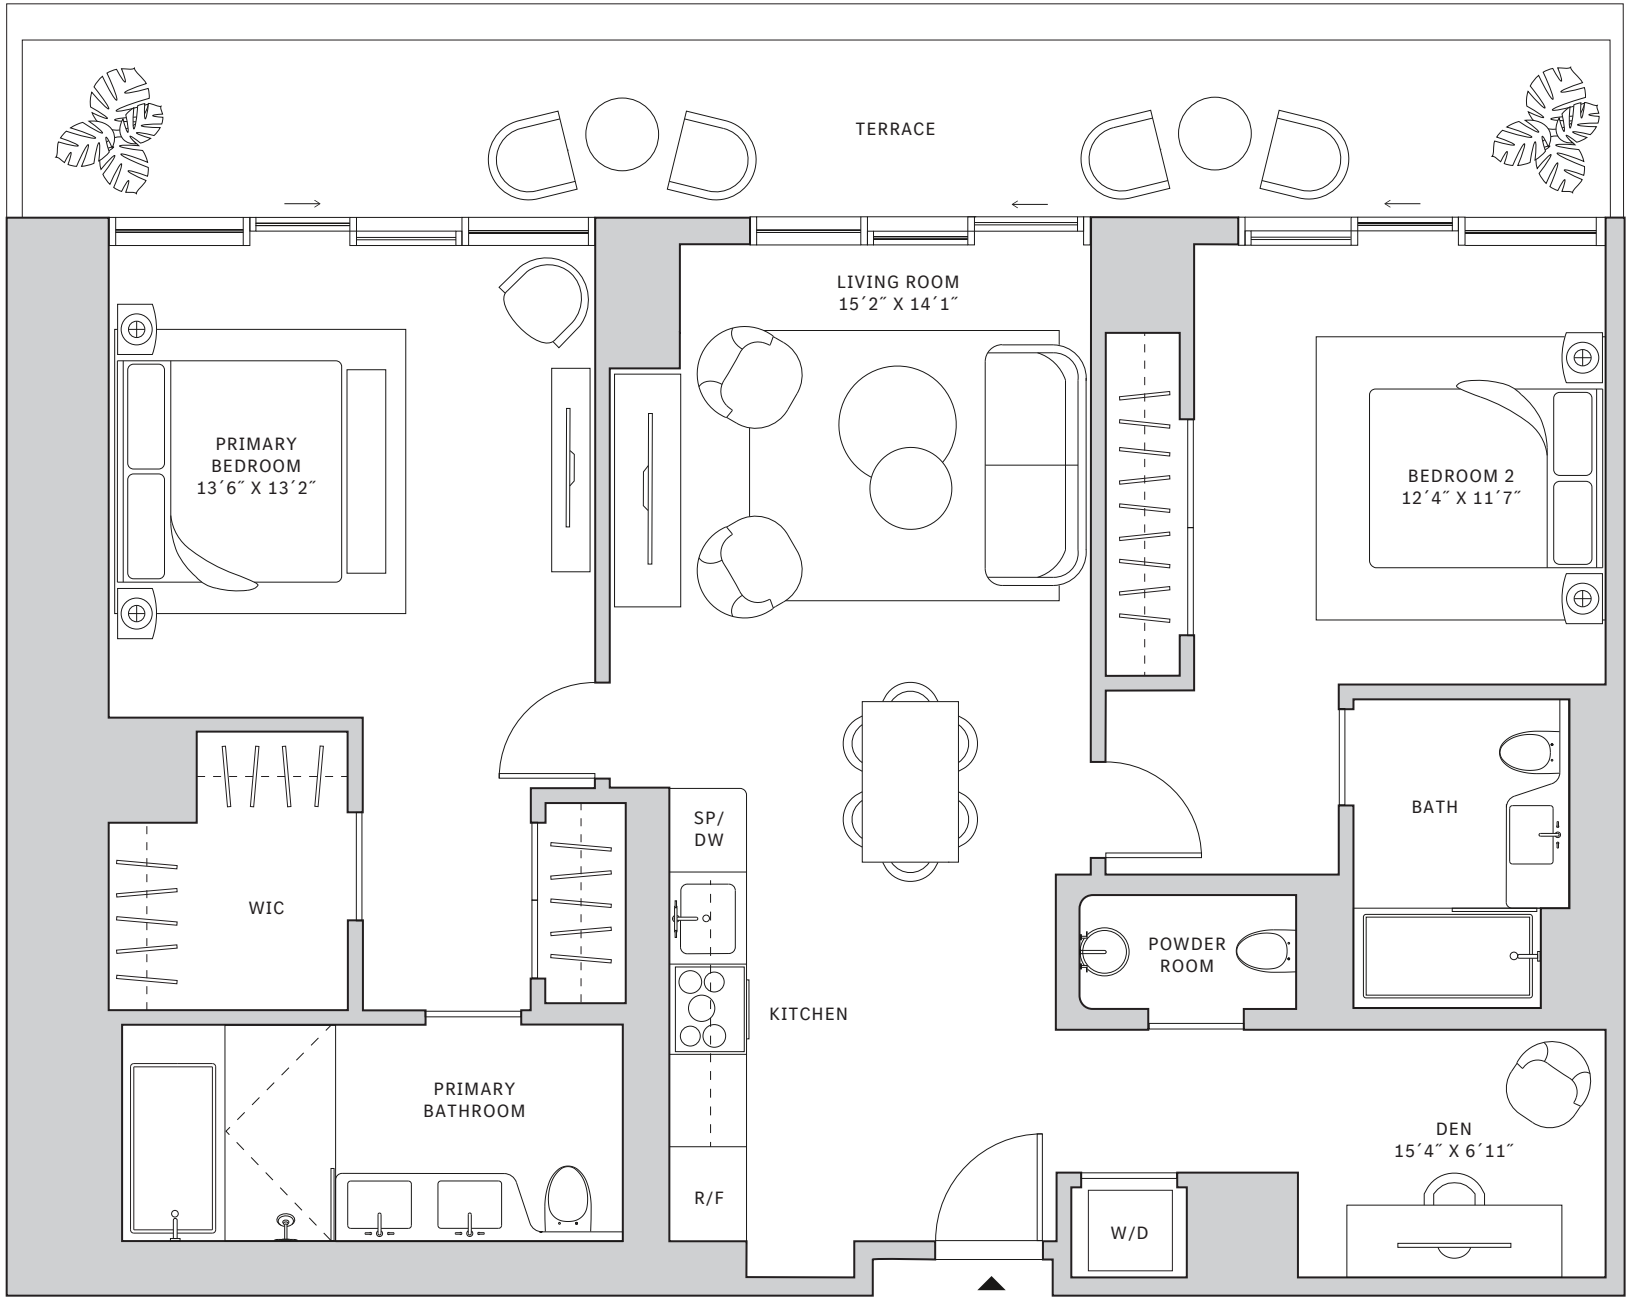 TERRACE
LIVING ROOM
15´2˝ X 14´1˝
PRIMARY
BEDROOM
13´6˝ X 13´2˝
BEDROOM 2
12´4˝ X 11´7˝
SP/
DW
BATH
WIC
POWDER
ROOM
KITCHEN
PRIMARY
BATHROOM
DEN
15´4˝ X 6´11˝
R/F
W/D